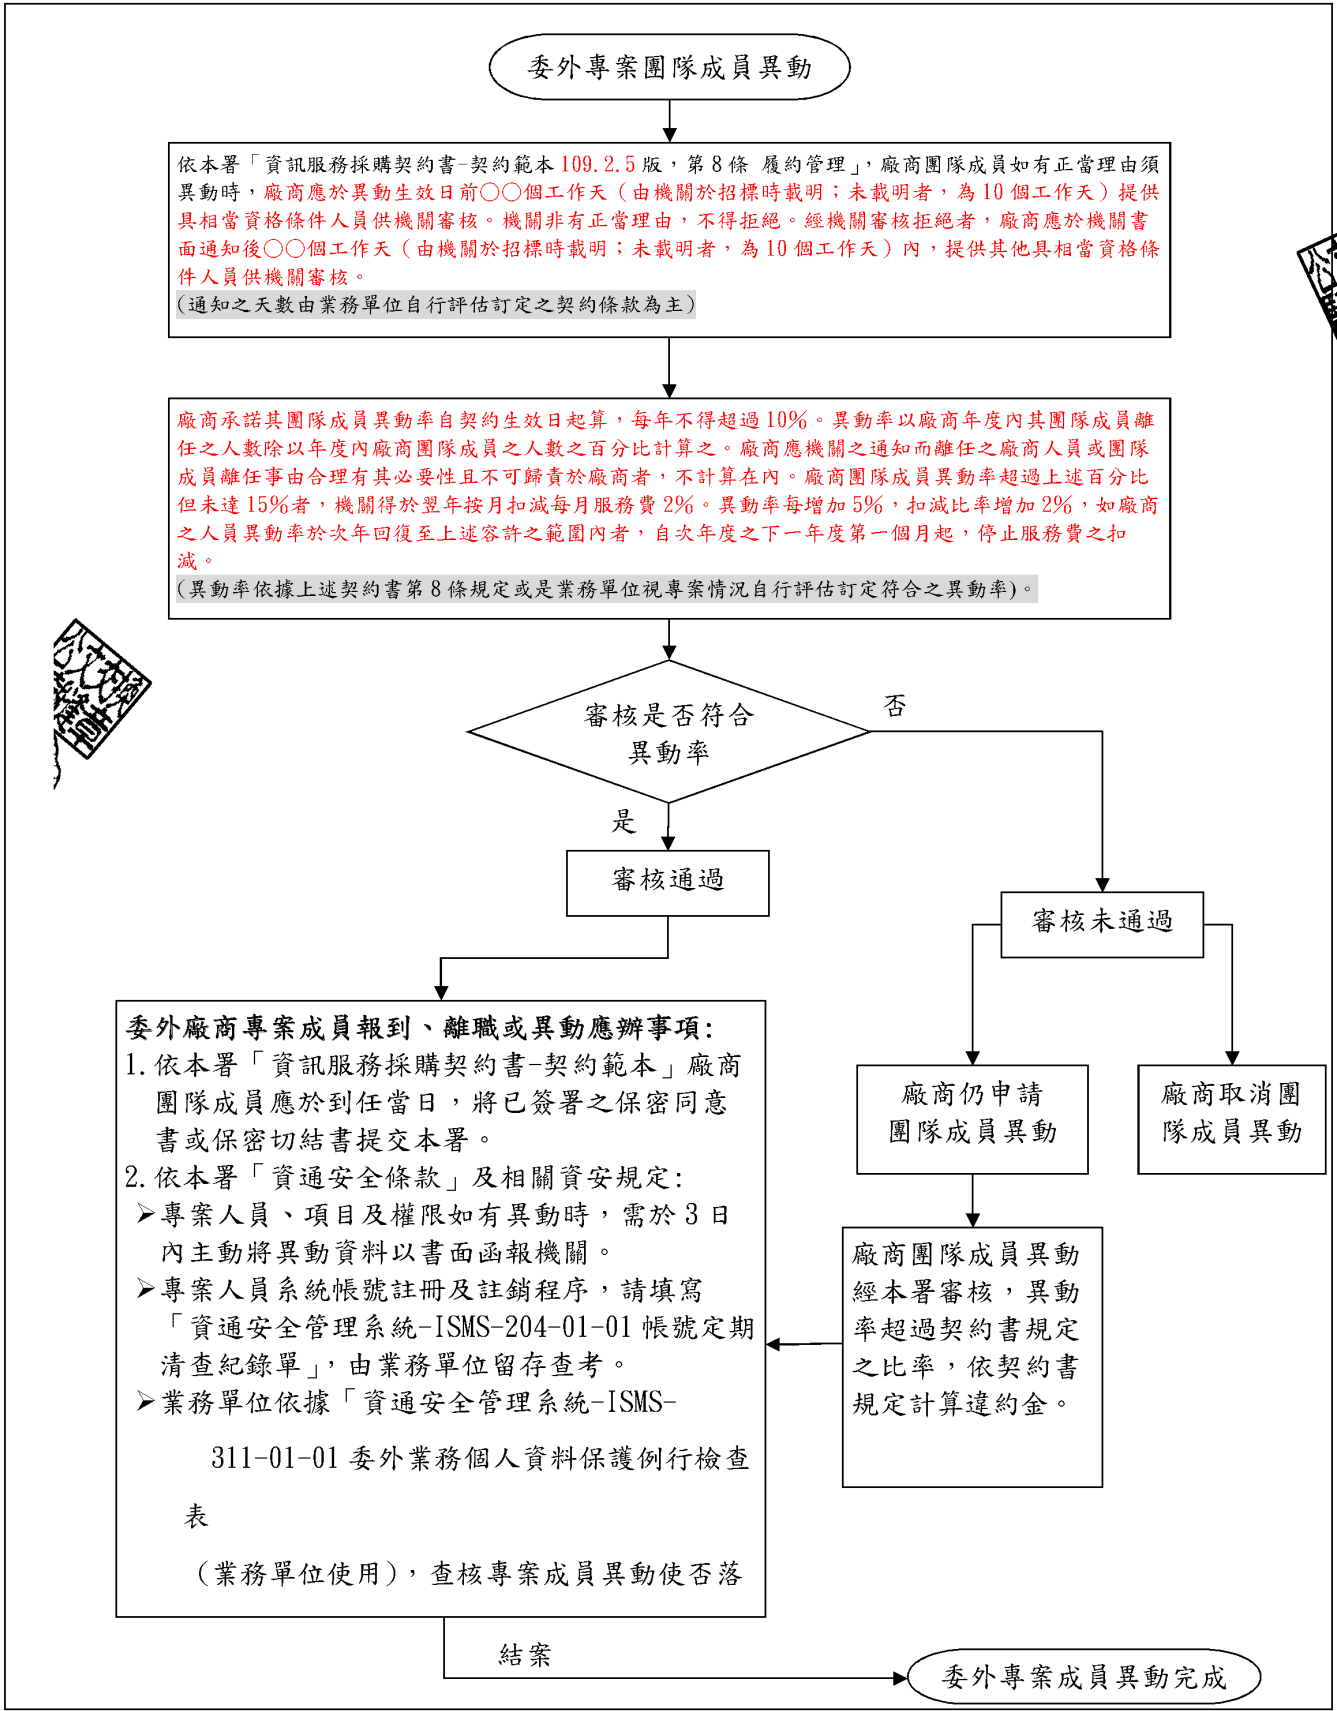 委外專案團隊成員異動
依本署「資訊服務採購契約書-契約範本 109.2.5 版，第 8 條 履約管理」，廠商團隊成員如有正當理由須
異動時，廠商應於異動生效日前○○個工作天（由機關於招標時載明；未載明者，為 10 個工作天）提供
具相當資格條件人員供機關審核。機關非有正當理由，不得拒絕。經機關審核拒絕者，廠商應於機關書
面通知後○○個工作天（由機關於招標時載明；未載明者，為 10 個工作天）內，提供其他具相當資格條
件人員供機關審核。
(通知之天數由業務單位自行評估訂定之契約條款為主)
廠商承諾其團隊成員異動率自契約生效日起算，每年不得超過 10%。異動率以廠商年度內其團隊成員離
任之人數除以年度內廠商團隊成員之人數之百分比計算之。廠商應機關之通知而離任之廠商人員或團隊
成員離任事由合理有其必要性且不可歸責於廠商者，不計算在內。廠商團隊成員異動率超過上述百分比
但未達 15%者，機關得於翌年按月扣減每月服務費 2%。異動率每增加 5%，扣減比率增加 2%，如廠商
之人員異動率於次年回復至上述容許之範圍內者，自次年度之下一年度第一個月起，停止服務費之扣
減。
(異動率依據上述契約書第 8 條規定或是業務單位視專案情況自行評估訂定符合之異動率)。
審核是否符合
異動率
否
是
審核通過
審核未通過
委外廠商專案成員報到、離職或異動應辦事項:
1. 依本署「資訊服務採購契約書-契約範本」廠商
團隊成員應於到任當日，將已簽署之保密同意
書或保密切結書提交本署。
2. 依本署「資通安全條款」及相關資安規定:
➢專案人員、項目及權限如有異動時，需於 3 日
內主動將異動資料以書面函報機關。
➢專案人員系統帳號註冊及註銷程序，請填寫
「資通安全管理系統-ISMS-204-01-01 帳號定期
清查紀錄單」，由業務單位留存查考。
➢業務單位依據「資通安全管理系統-ISMS-
311-01-01 委外業務個人資料保護例行檢查
表
（業務單位使用），查核專案成員異動使否落
廠商仍申請
團隊成員異動
廠商取消團
隊成員異動
廠商團隊成員異動
經本署審核，異動
率超過契約書規定
之比率，依契約書
規定計算違約金。
結案
委外專案成員異動完成